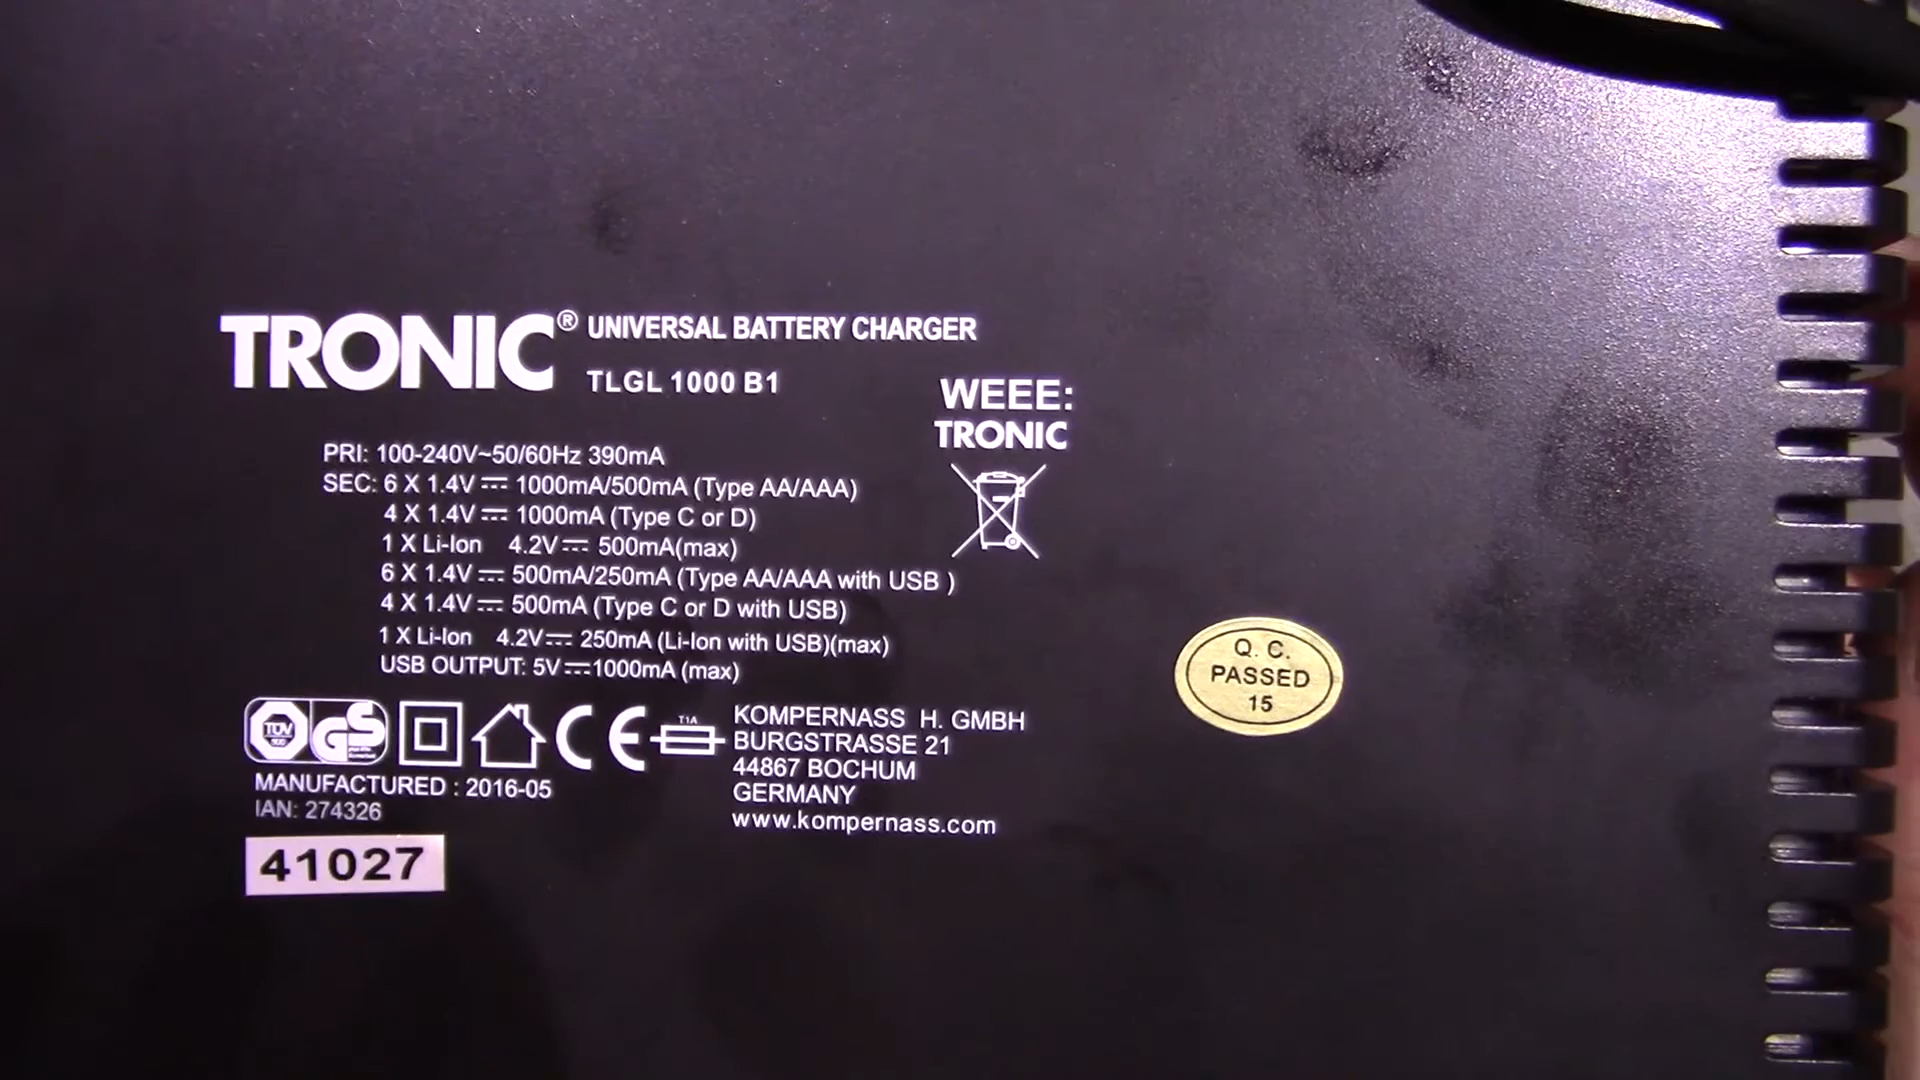 TRONIC® UNIVERSAL BATTERY CHARGER
TLGL 1000 B1
WEEE:
TRONIC
PRI: 100-240V~50/60Hz 390mA
SEC: 6 X 1.4V⎓ 1000mA/500mA (Type AA/AAA)
4 X 1.4V⎓ 1000mA (Type C or D)
1 X Li-Ion 4.2V⎓ 500mA(max)
6 X 1.4V⎓ 500mA/250mA (Type AA/AAA with USB )
4 X 1.4V⎓ 500mA (Type C or D with USB)
1 X Li-Ion 4.2V⎓ 250mA (Li-Ion with USB)(max)
USB OUTPUT: 5V⎓1000mA (max)
Q. C.
PASSED
15
TÜV
GS
CE
T1A
KOMPERNASS H. GMBH
BURGSTRASSE 21
44867 BOCHUM
GERMANY
www.kompernass.com
MANUFACTURED : 2016-05
IAN: 274326
41027